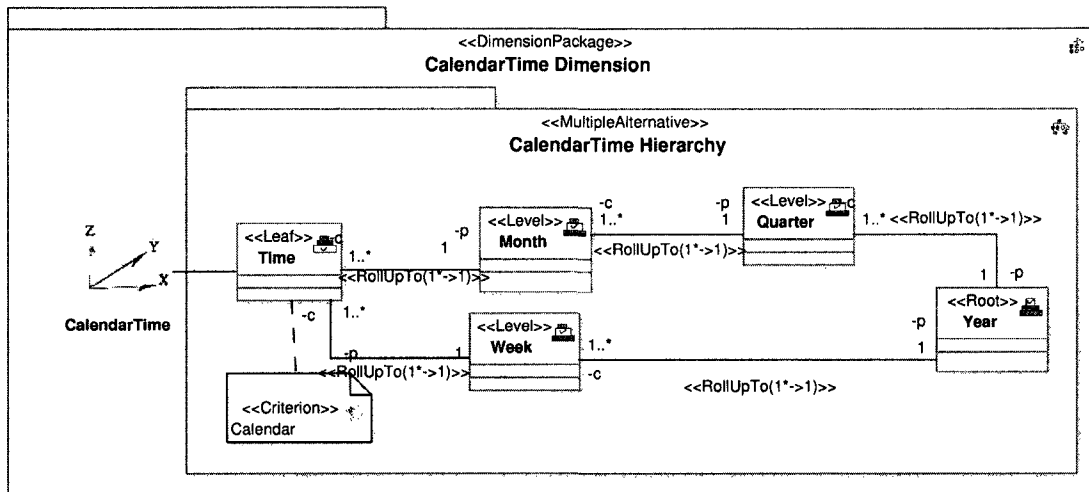 <<DimensionPackage>>
CalendarTime Dimension
<<MultipleAlternative>>
CalendarTime Hierarchy
<<Leaf>>
Time
c
1..*
-p
1
<<RollUpTo(1*->1)>>
<<Level>>
Month
-c
1..*
-p
1
<<RollUpTo(1*->1)>>
<<Level>>
Quarter
c
1..*
<<RollUpTo(1*->1)>>
1
-p
<<Root>>
Year
Z
Y
X
CalendarTime
-c
1..*
-p
1
<<RollUpTo(1*->1)>>
<<Level>>
Week
1..*
-c
-p
1
<<RollUpTo(1*->1)>>
<<Criterion>>
Calendar